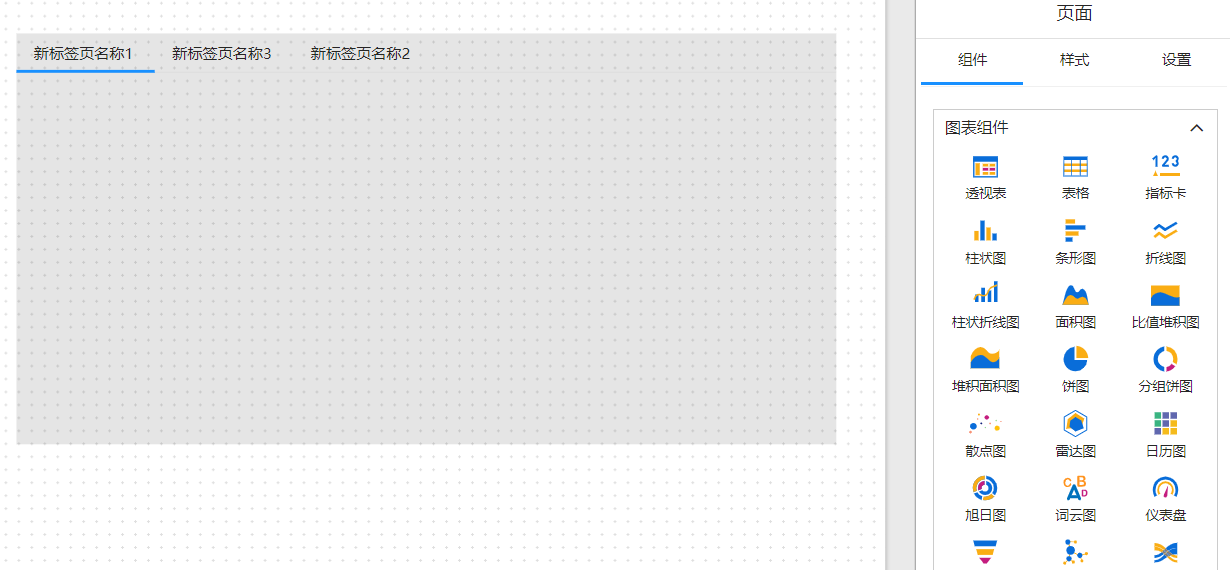 新标签页名称1 新标签页名称3 新标签页名称2
页面
组件 样式 设置
图表组件
透视表 表格 123 指标卡
柱状图 条形图 折线图
柱状折线图 面积图 比值堆积图
堆积面积图 饼图 分组饼图
散点图 雷达图 日历图
C B A D
旭日图 词云图 仪表盘